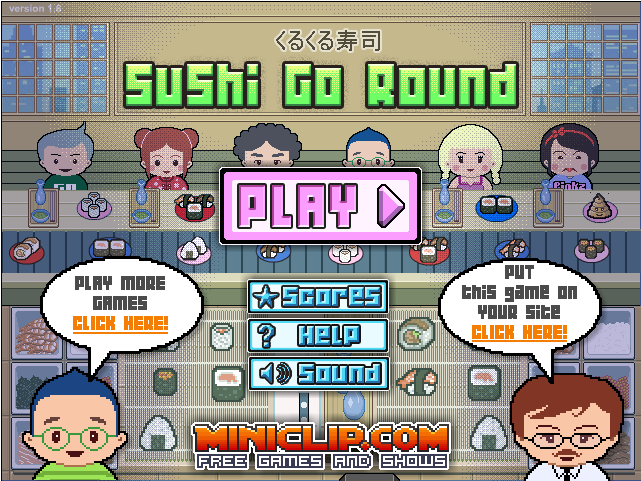 version 1.8
くるくる寿司
SuShi Go Round
PLAY
PLAY MORE
GAMES
CLICK HERE!
Scores
Help
Sound
PUT
this game on
YOUR Site
CLICK HERE!
MINICLIP.COM
FREE GAMES AND SHOWS